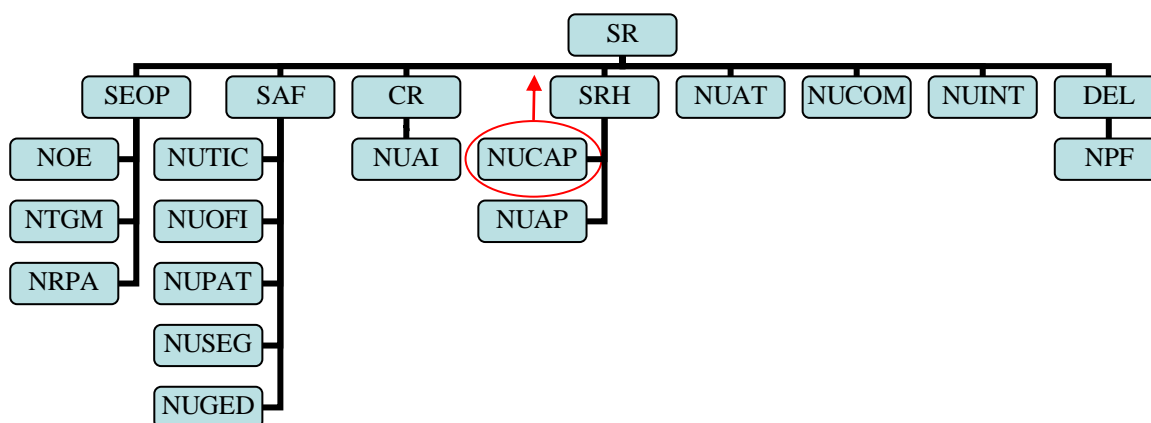 SR
SEOP SAF CR SRH NUAT NUCOM NUINT DEL
NOE NUTIC NUAI NUCAP NPF
NTGM NUOFI NUAP
NRPA NUPAT
NUSEG
NUGED